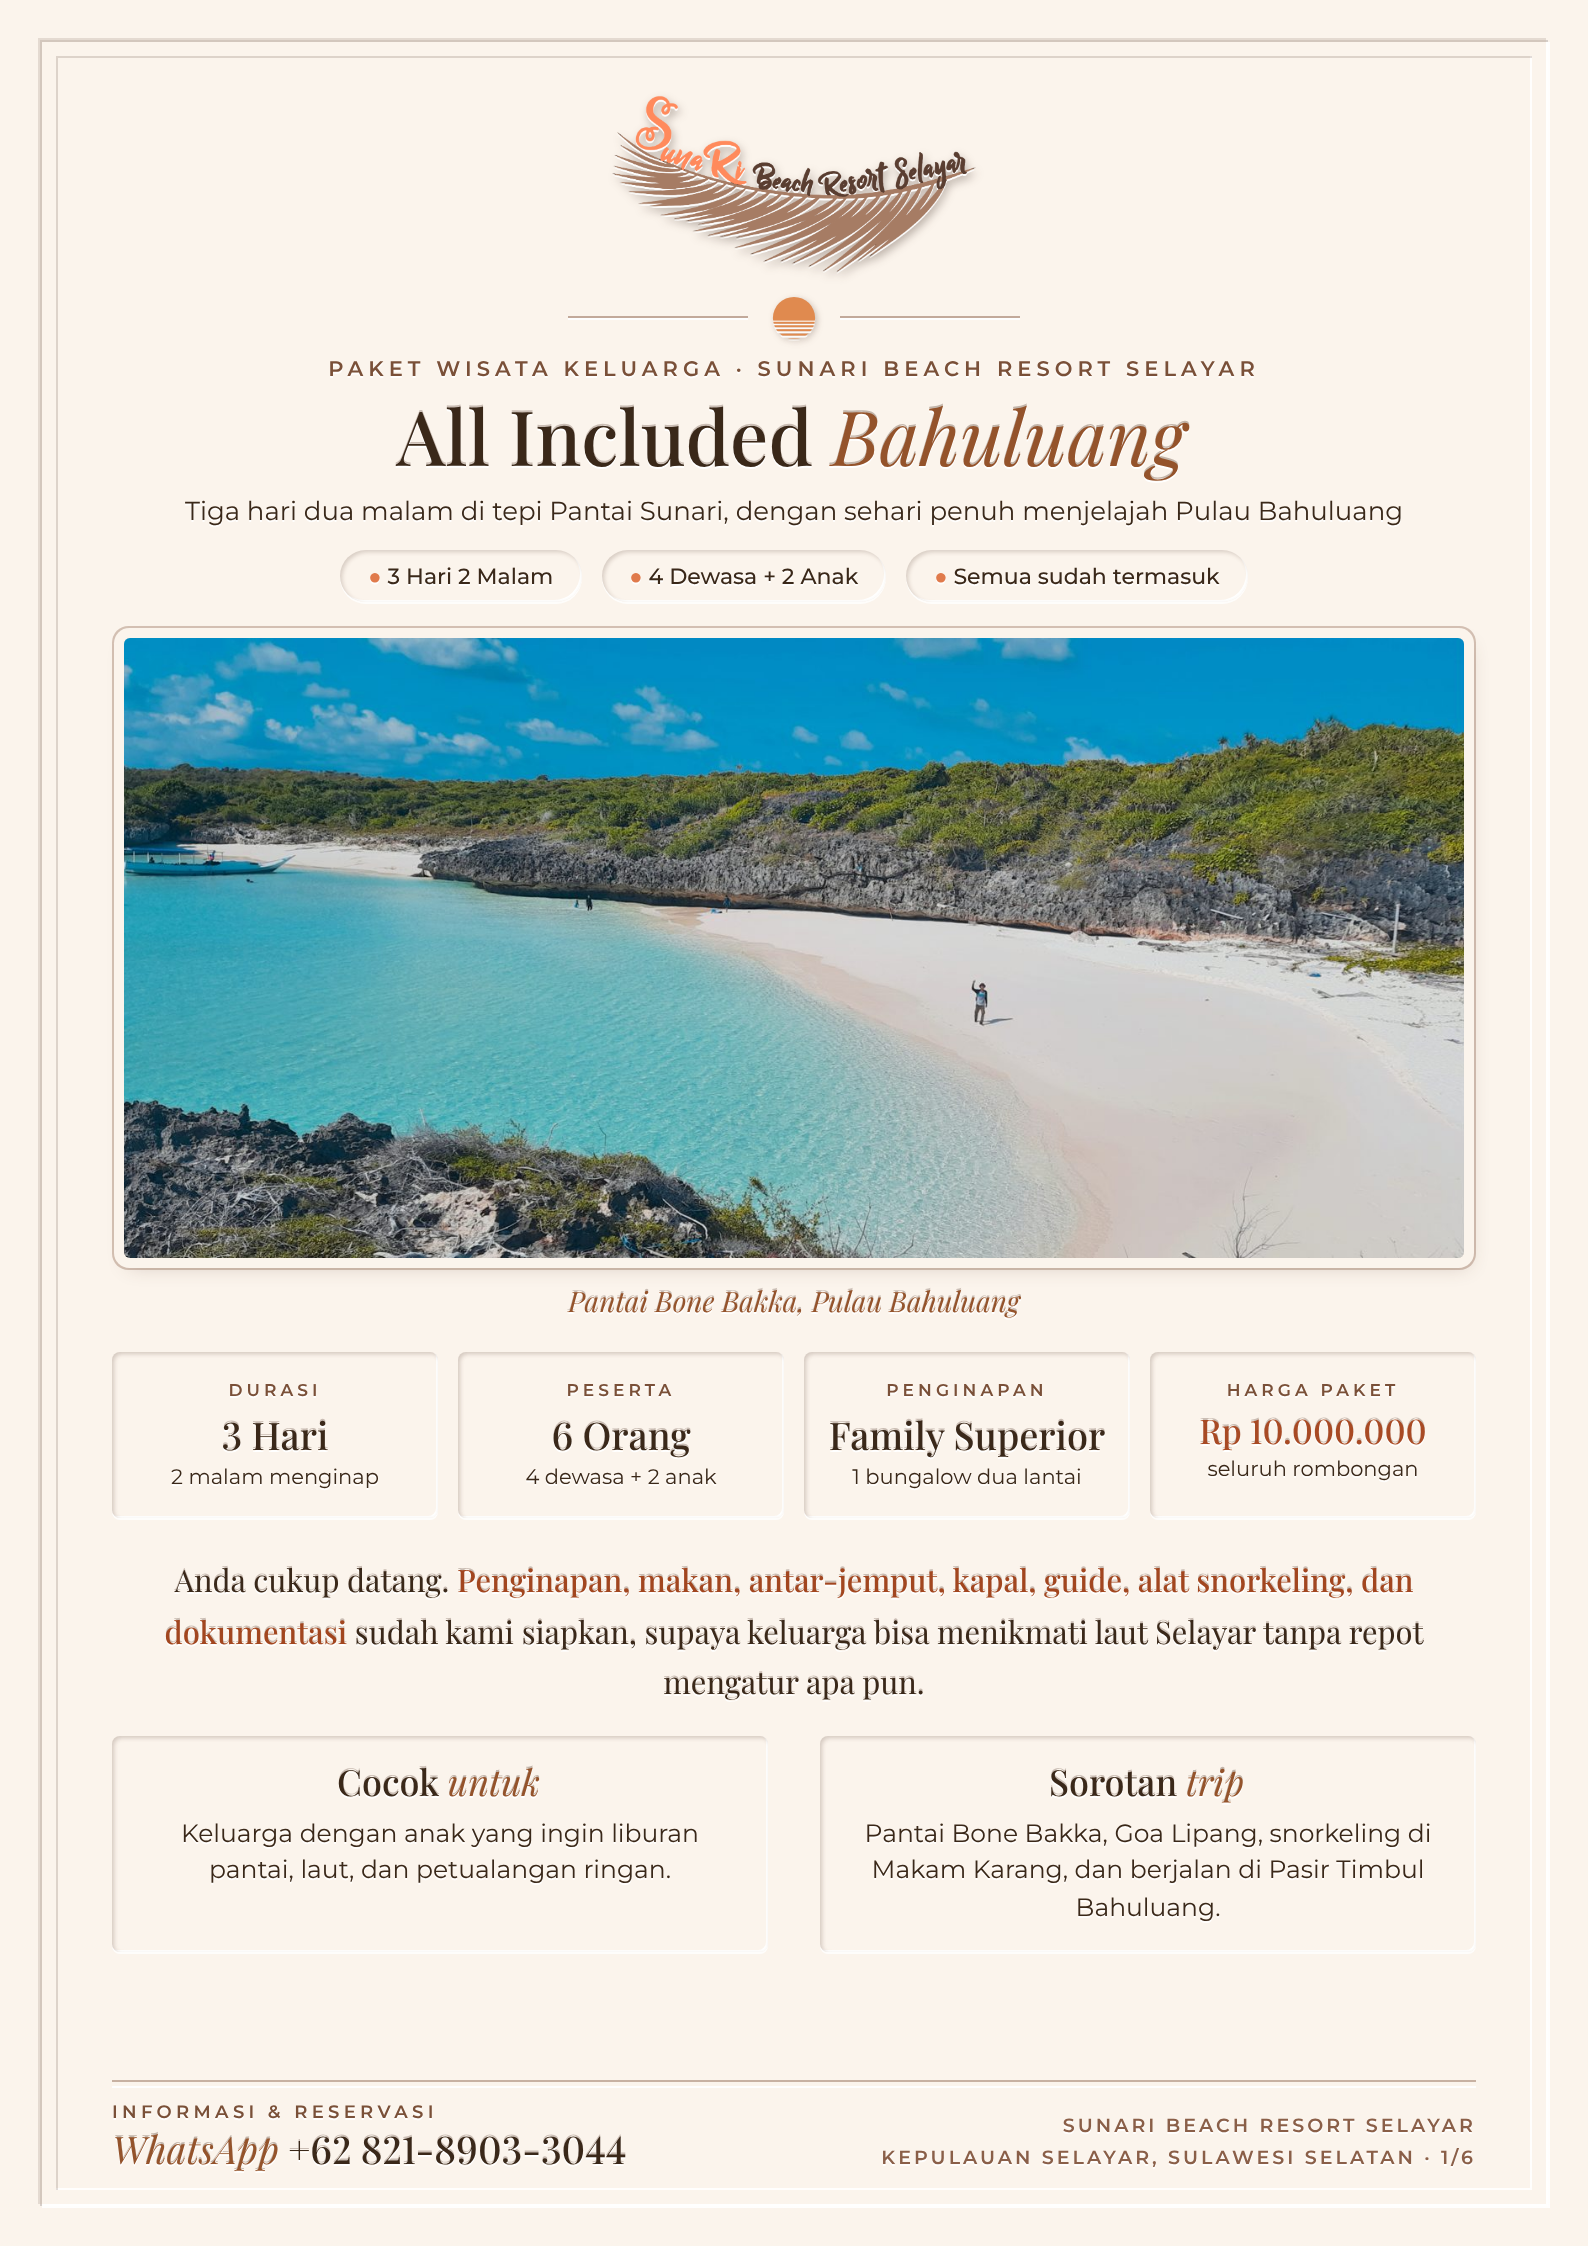 SunaRi Beach Resort Selayar
PAKET WISATA KELUARGA · SUNARI BEACH RESORT SELAYAR
All Included Bahuluang
Tiga hari dua malam di tepi Pantai Sunari, dengan sehari penuh menjelajah Pulau Bahuluang
• 3 Hari 2 Malam
• 4 Dewasa + 2 Anak
• Semua sudah termasuk
Pantai Bone Bakka, Pulau Bahuluang
DURASI
3 Hari
2 malam menginap
PESERTA
6 Orang
4 dewasa + 2 anak
PENGINAPAN
Family Superior
1 bungalow dua lantai
HARGA PAKET
Rp 10.000.000
seluruh rombongan
Anda cukup datang. Penginapan, makan, antar-jemput, kapal, guide, alat snorkeling, dan
dokumentasi sudah kami siapkan, supaya keluarga bisa menikmati laut Selayar tanpa repot
mengatur apa pun.
Cocok untuk
Keluarga dengan anak yang ingin liburan
pantai, laut, dan petualangan ringan.
Sorotan trip
Pantai Bone Bakka, Goa Lipang, snorkeling di
Makam Karang, dan berjalan di Pasir Timbul
Bahuluang.
INFORMASI & RESERVASI
WhatsApp +62 821-8903-3044
SUNARI BEACH RESORT SELAYAR
KEPULAUAN SELAYAR, SULAWESI SELATAN · 1/6